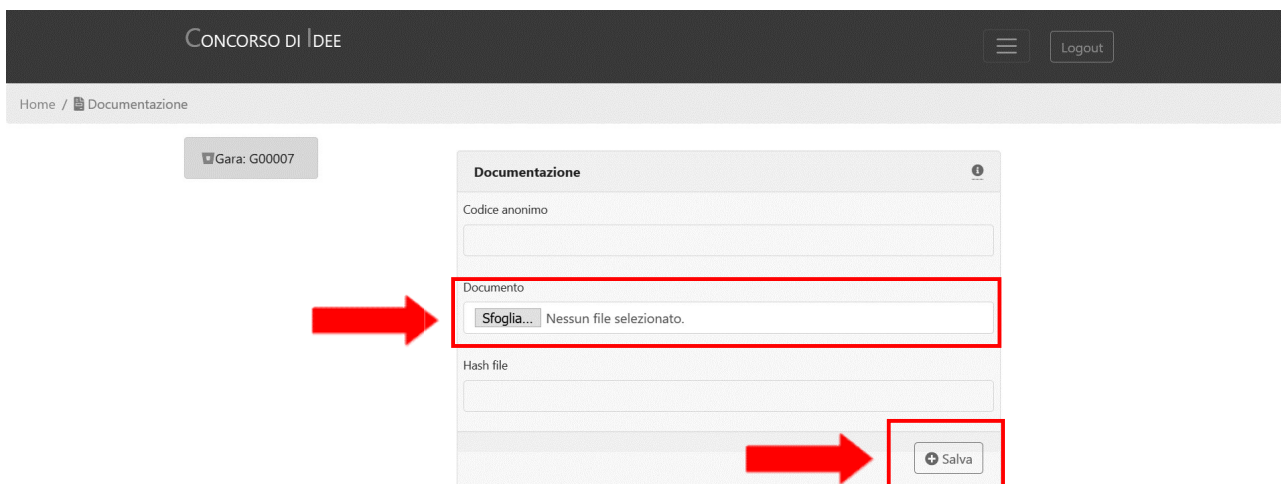 CONCORSO DI IDEE
Logout
Home / Documentazione
Gara: G00007
Documentazione
Codice anonimo
Documento
Sfoglia... Nessun file selezionato.
Hash file
Salva